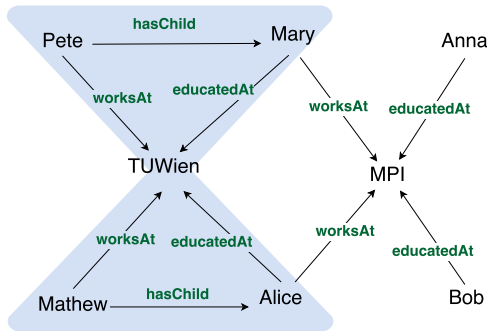 hasChild
Pete
Mary
Anna
worksAt
educatedAt
worksAt
educatedAt
TUWien
MPI
worksAt
educatedAt
worksAt
educatedAt
hasChild
Mathew
Alice
Bob